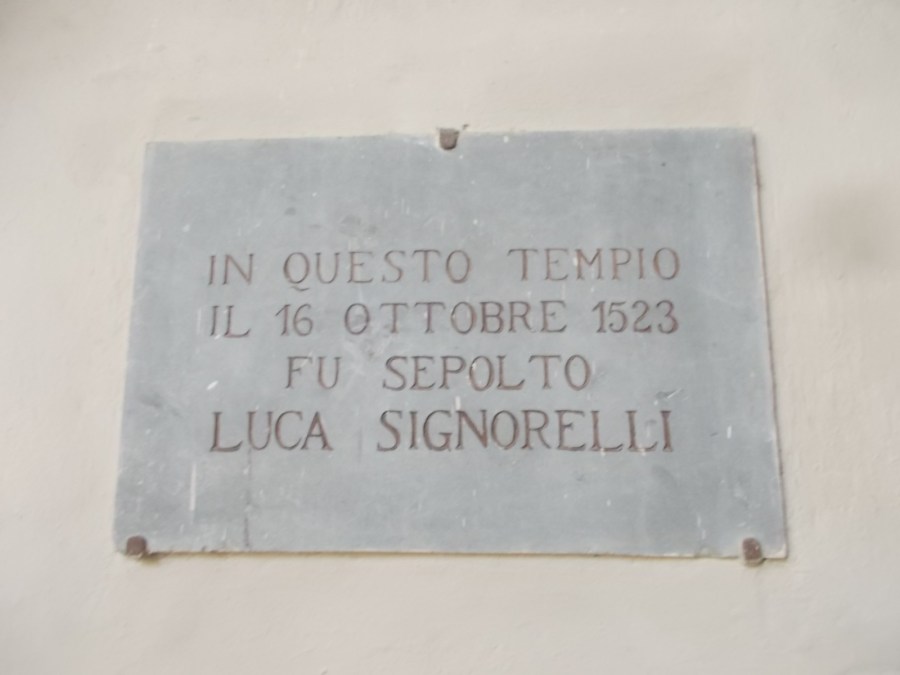 IN QUESTO TEMPIO
IL 16 OTTOBRE 1523
FU SEPOLTO
LUCA SIGNORELLI